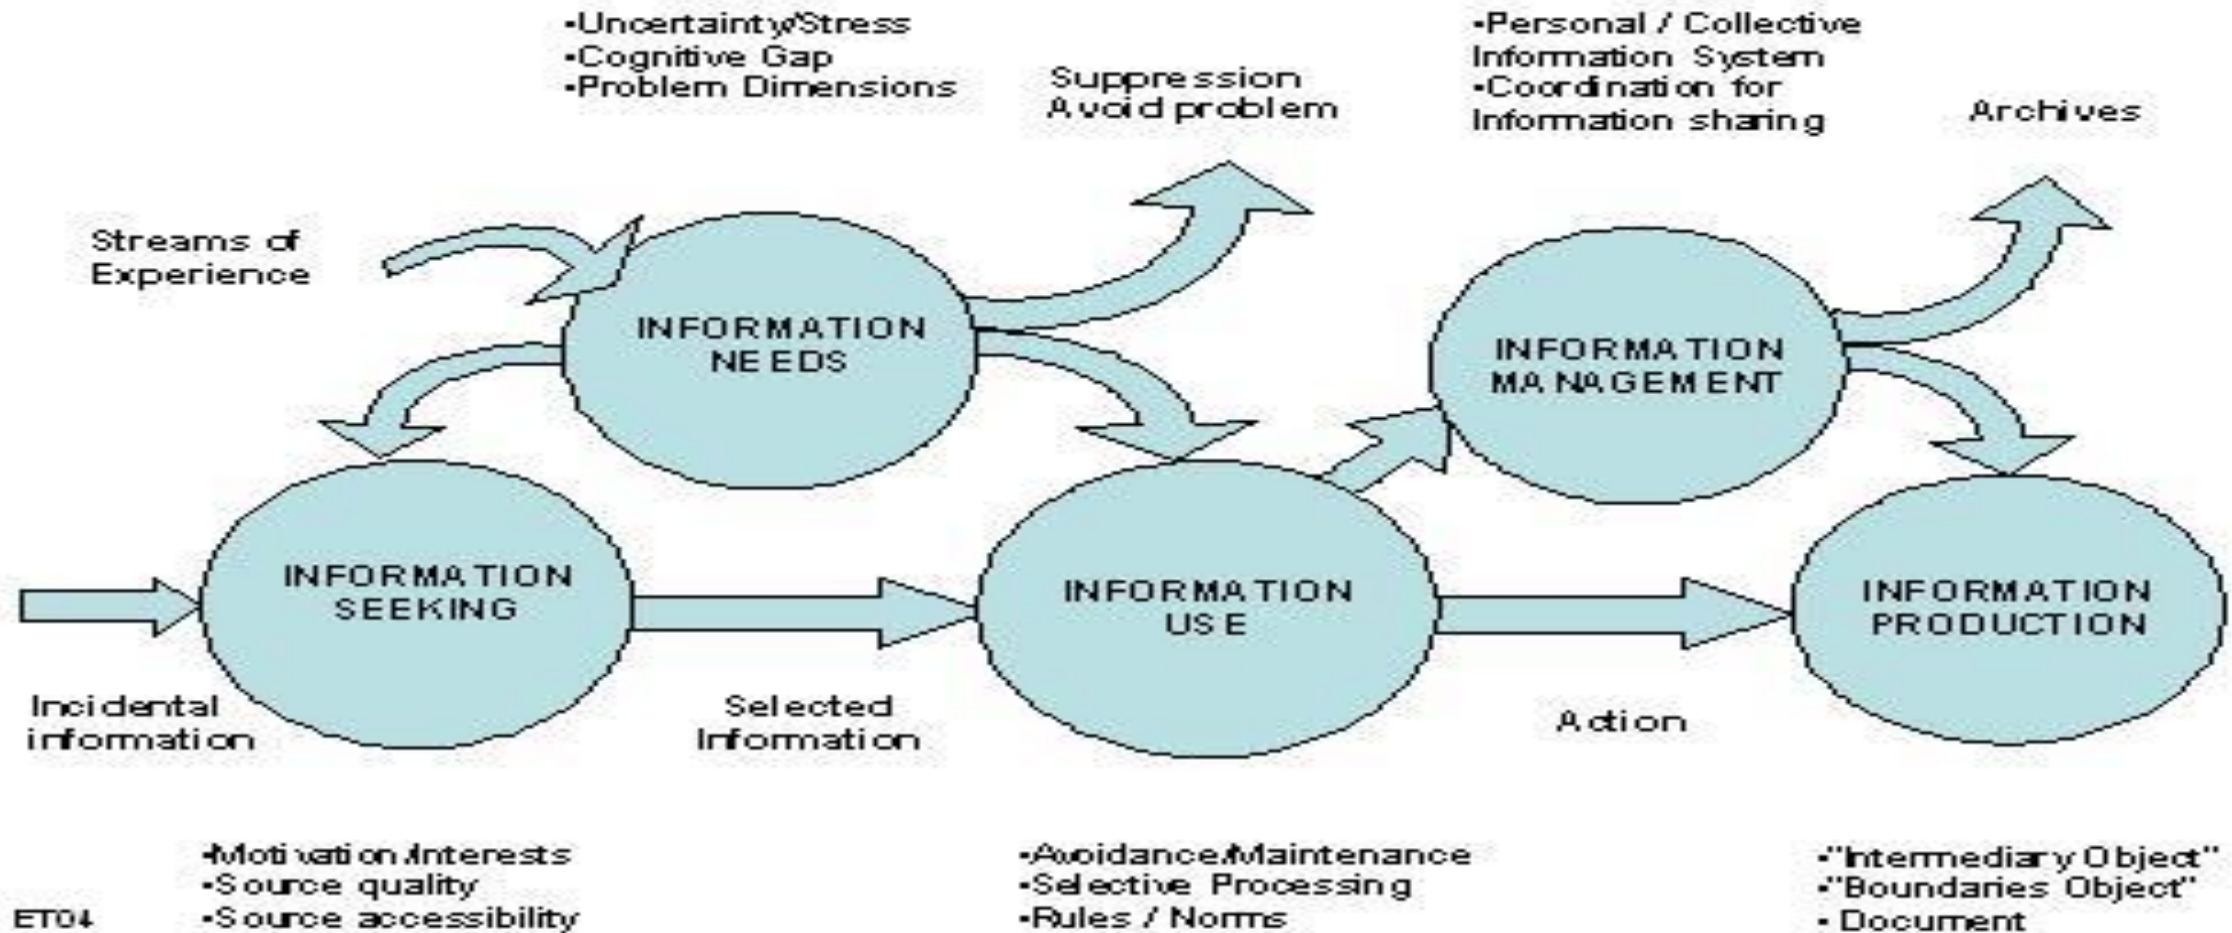 •Uncertainty/Stress
•Cognitive Gap
•Problem Dimensions
Suppression
Avoid problem
•Personal / Collective
Information System
•Coordination for
Information sharing
Archives
Streams of
Experience
INFORMATION
NEEDS
INFORMATION
MANAGEMENT
INFORMATION
SEEKING
INFORMATION
USE
INFORMATION
PRODUCTION
Incidental
information
Selected
Information
Action
•Motivation/Interests
•Source quality
•Source accessibility
•Avoidance/Maintenance
•Selective Processing
•Rules / Norms
•"Intermediary Object"
•"Boundaries Object"
• Document
ET04